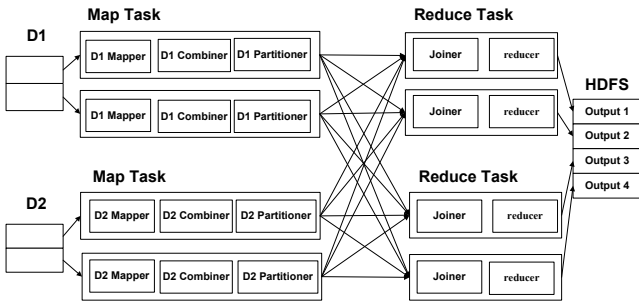 Map Task
Reduce Task
D1
D1 Mapper
D1 Combiner
D1 Partitioner
Joiner
reducer
D1 Mapper
D1 Combiner
D1 Partitioner
Joiner
reducer
HDFS
Output 1
Output 2
Output 3
Output 4
Map Task
Reduce Task
D2
D2 Mapper
D2 Combiner
D2 Partitioner
Joiner
reducer
D2 Mapper
D2 Combiner
D2 Partitioner
Joiner
reducer